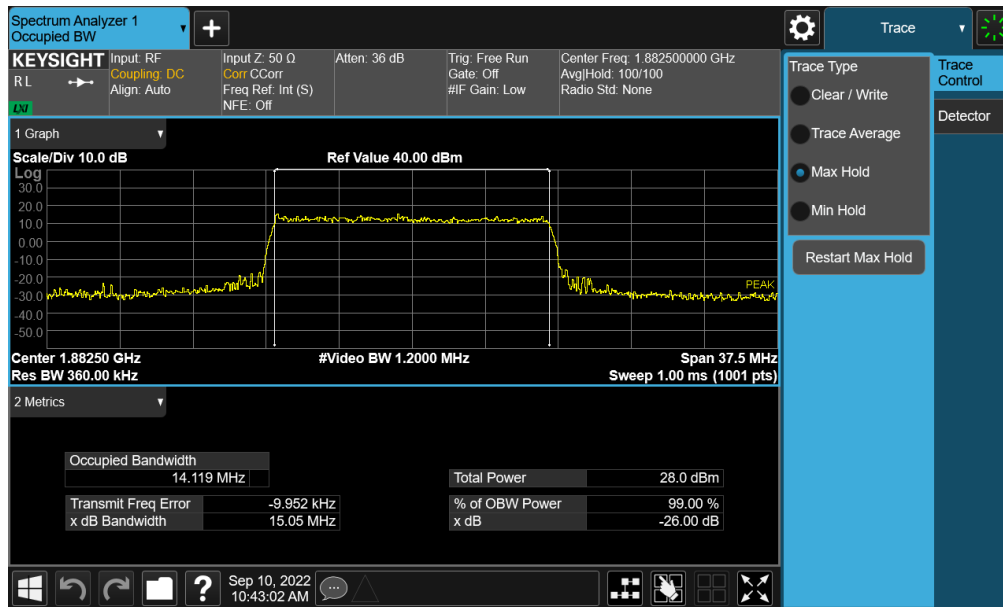 Spectrum Analyzer 1
Occupied BW
+
Trace
KEYSIGHT
R L
LXI
Input: RF
Coupling: DC
Align: Auto
Input Z: 50 Ω
Corr CCorr
Freq Ref: Int (S)
NFE: Off
Atten: 36 dB
Trig: Free Run
Gate: Off
#IF Gain: Low
Center Freq: 1.882500000 GHz
Avg|Hold: 100/100
Radio Std: None
1 Graph
Scale/Div 10.0 dB
Ref Value 40.00 dBm
Log
30.0
20.0
10.0
0.00
-10.0
-20.0
-30.0
-40.0
-50.0
PEAK
Center 1.88250 GHz
#Video BW 1.2000 MHz
Span 37.5 MHz
Res BW 360.00 kHz
Sweep 1.00 ms (1001 pts)
2 Metrics
Occupied Bandwidth
14.119 MHz
Transmit Freq Error -9.952 kHz
x dB Bandwidth 15.05 MHz
Total Power 28.0 dBm
% of OBW Power 99.00 %
x dB -26.00 dB
Trace Type
Clear / Write
Trace Average
Max Hold
Min Hold
Restart Max Hold
Trace
Control
Detector
?
Sep 10, 2022
10:43:02 AM